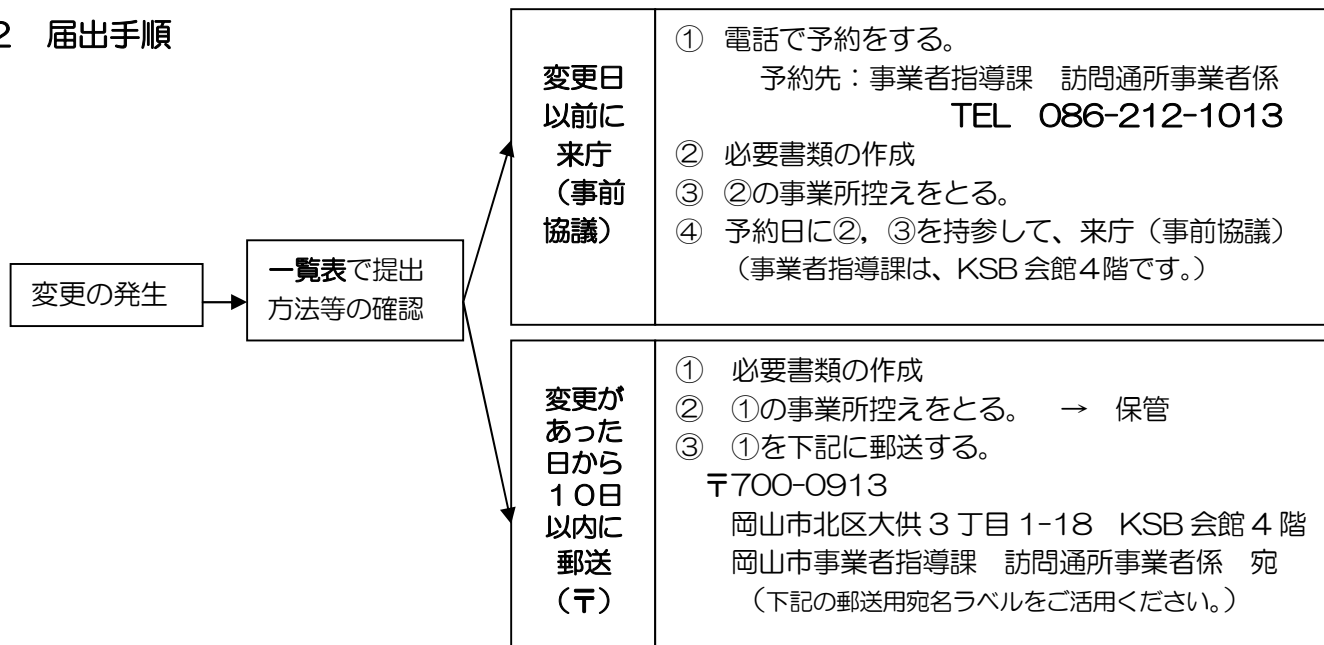 2 届出手順
変更の発生
一覧表で提出
方法等の確認
変更日
以前に
来庁
（事前
協議）
① 電話で予約をする。
予約先：事業者指導課 訪問通所事業者係
TEL 086-212-1013
② 必要書類の作成
③ ②の事業所控えをとる。
④ 予約日に②，③を持参して、来庁（事前協議）
（事業者指導課は、KSB会館４階です。）
変更が
あった
日から
１０日
以内に
郵送
（〒）
① 必要書類の作成
② ①の事業所控えをとる。 → 保管
③ ①を下記に郵送する。
〒700-0913
岡山市北区大供３丁目1-18 KSB会館４階
岡山市事業者指導課 訪問通所事業者係 宛
（下記の郵送用宛名ラベルをご活用ください。）